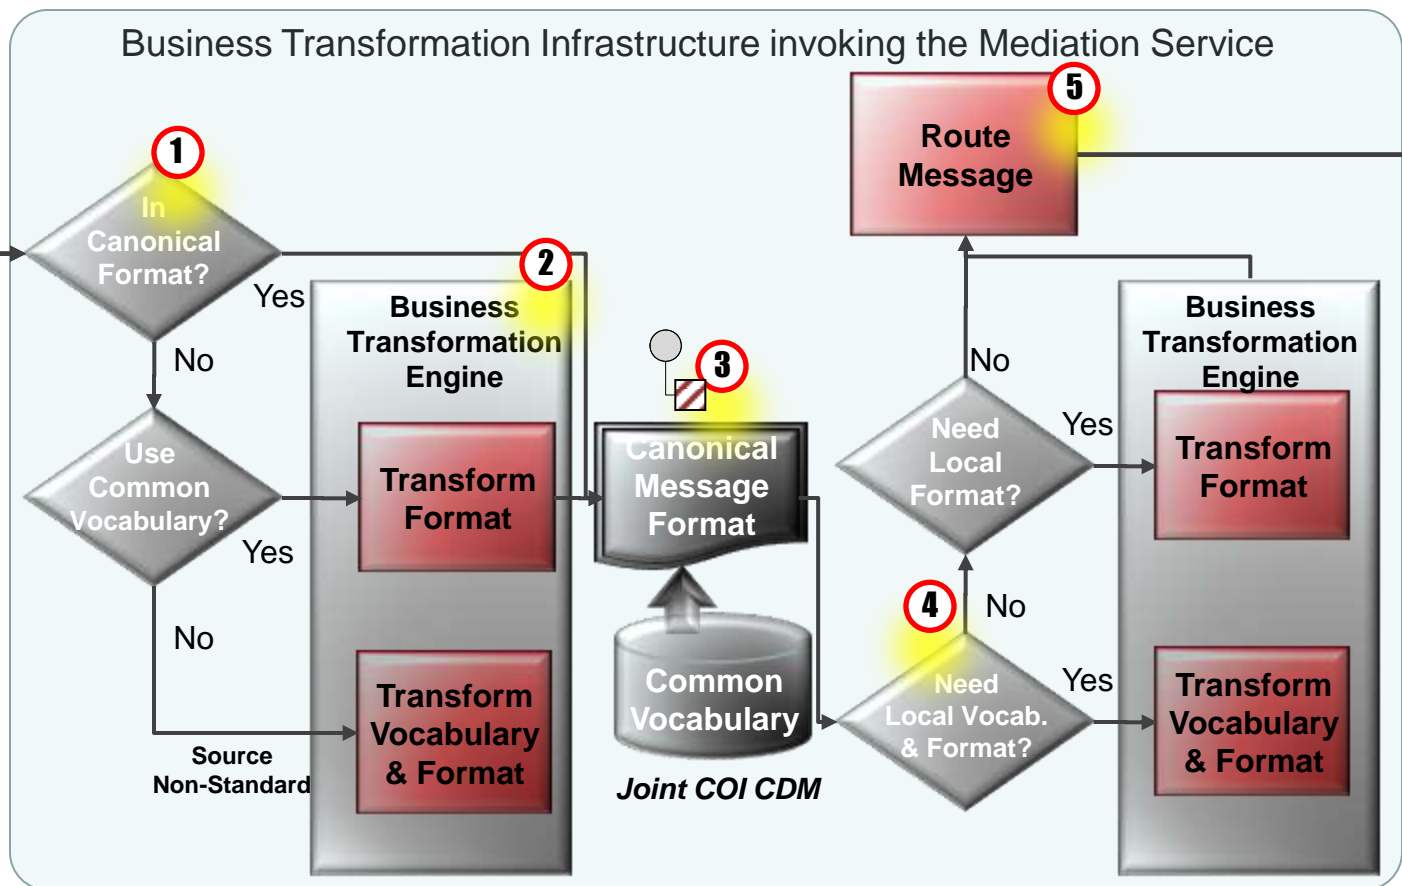 Business Transformation Infrastructure invoking the Mediation Service
1
In
Canonical
Format?
Yes
No
Use
Common
Vocabulary?
Yes
No
Source
Non-Standard
2
Business
Transformation
Engine
Transform
Format
Transform
Vocabulary
& Format
3
Canonical
Message
Format
Common
Vocabulary
Joint COI CDM
4
Need
Local Vocab.
& Format?
Yes
No
Need
Local
Format?
Yes
No
Business
Transformation
Engine
Transform
Format
Transform
Vocabulary
& Format
5
Route
Message